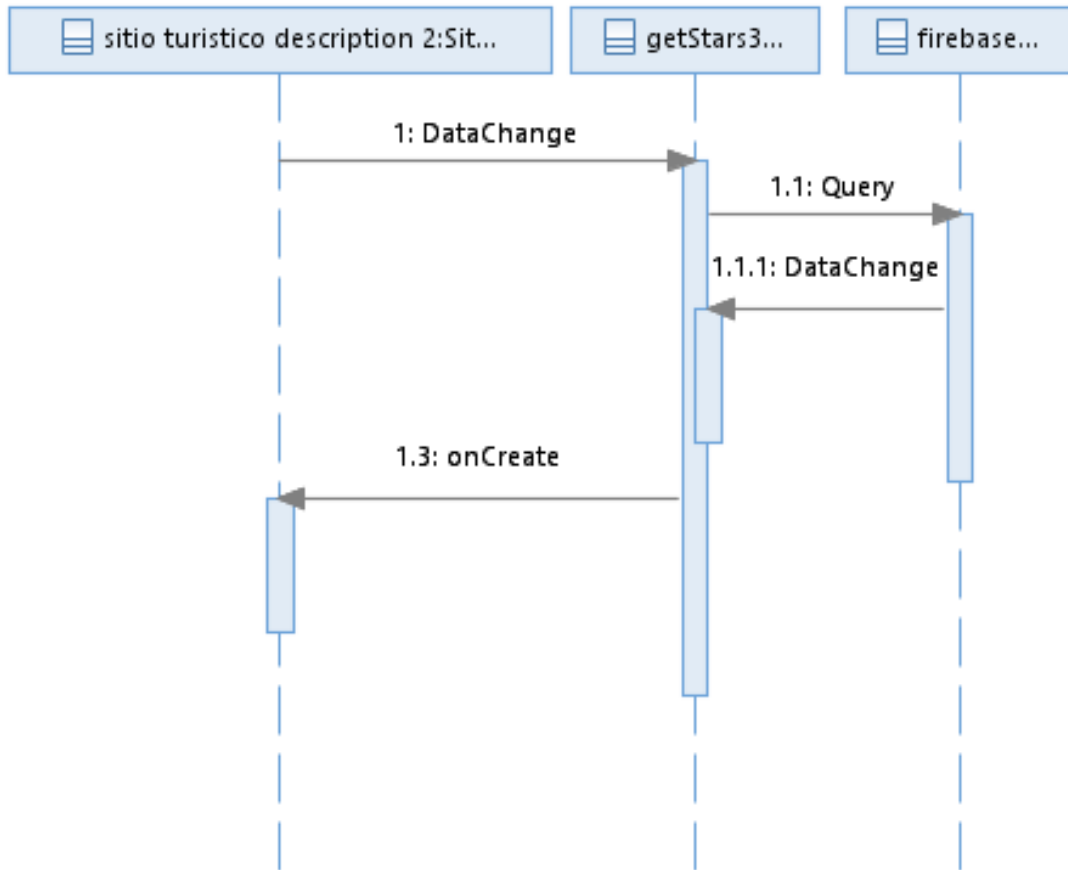 sitio turistico description 2:Sit...
getStars3...
firebase...
1: DataChange
1.1: Query
1.1.1: DataChange
1.3: onCreate